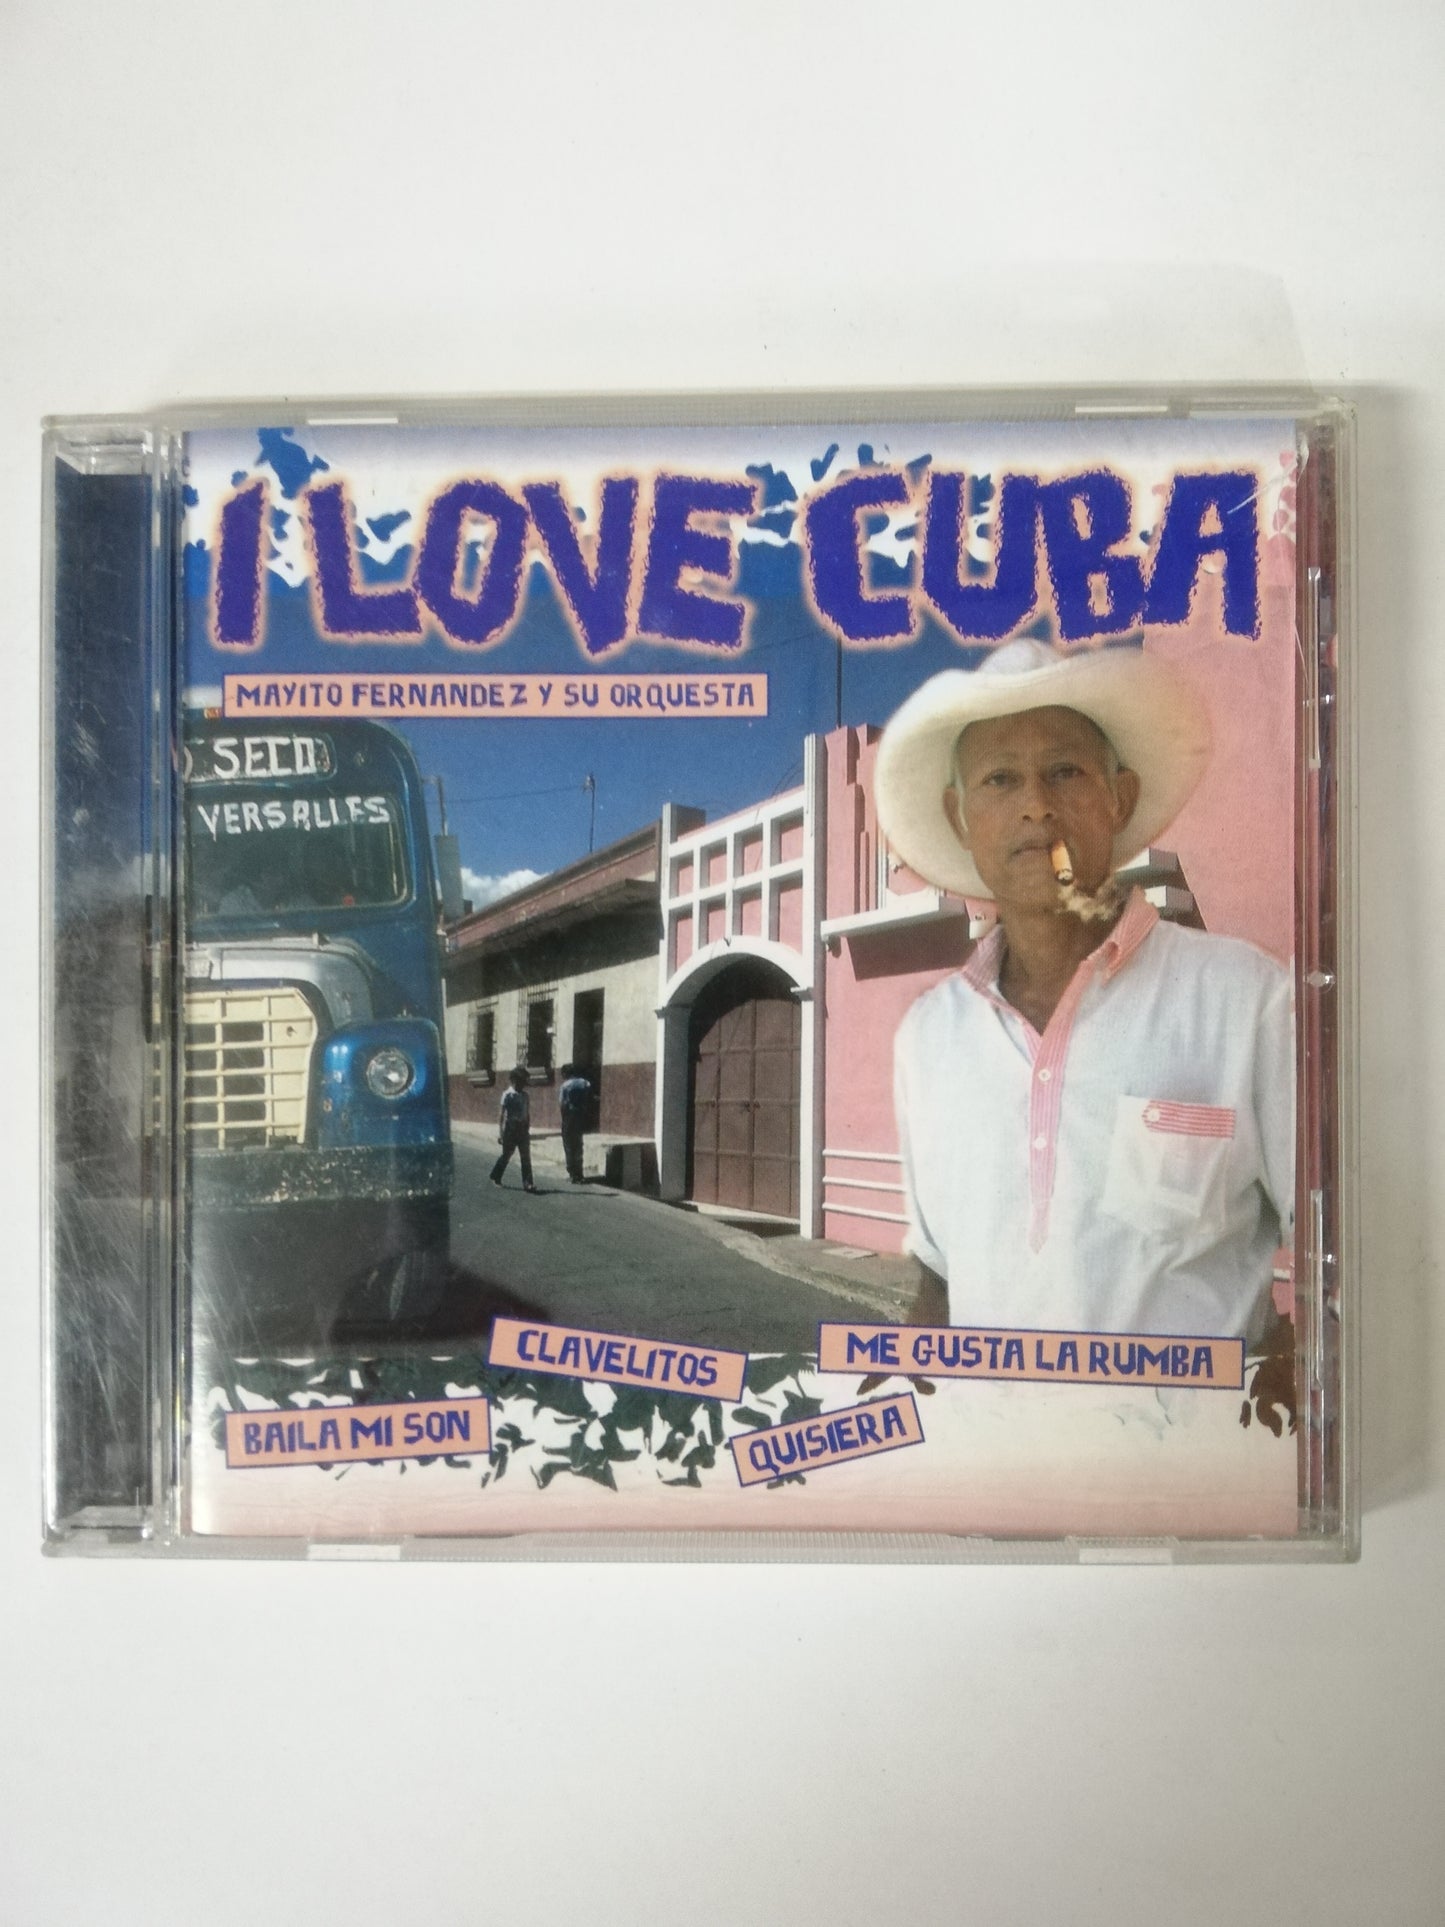 I LOVE CUBA
MAYITO FERNANDEZ Y SU ORQUESTA
SECO
VERSALLES
CLAVELITOS
ME GUSTA LA RUMBA
BAILA MI SON
QUISIERA